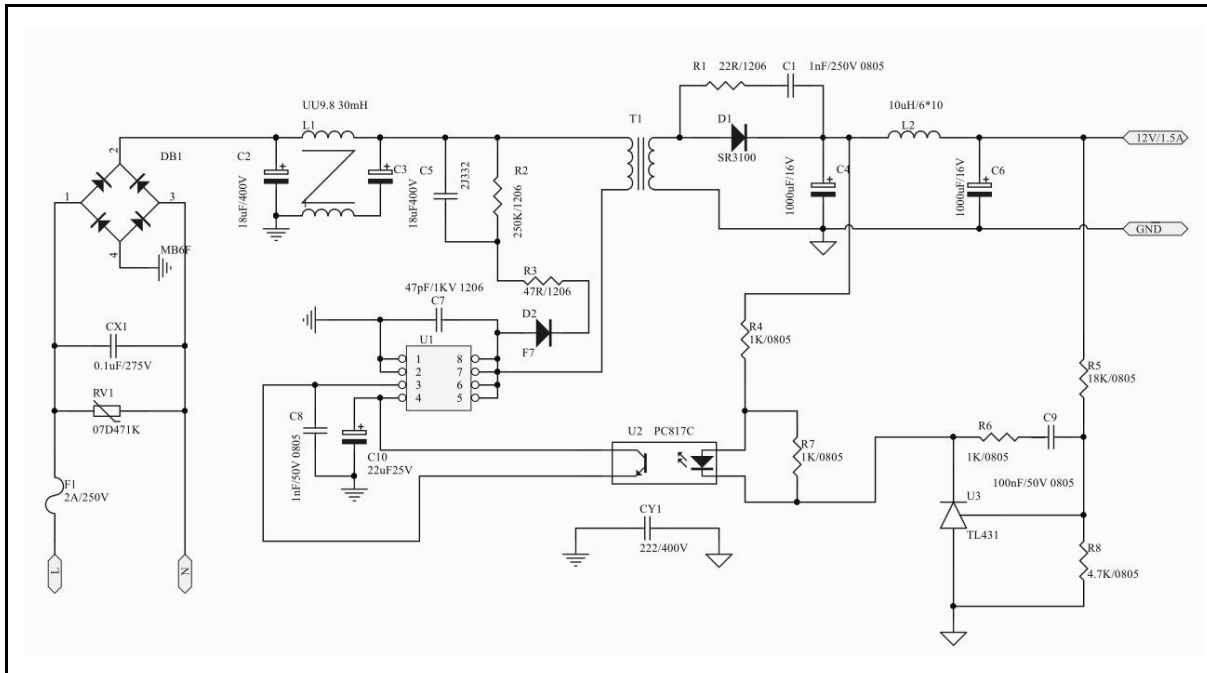 R1 22R/1206 C1 1nF/250V 0805
UU9.8 30mH
L1
T1
D1
SR3100
10uH/6*10
L2
12V/1.5A
2
DB1
1
3
4
MB6F
C2
18uF/400V
C3
18uF400V
C5
2J332
R2
250K/1206
C4
1000uF/16V
C6
1000uF/16V
GND
R3
47R/1206
47pF/1KV 1206
C7
D2
F7
U1
1 8
2 7
3 6
4 5
R4
1K/0805
CX1
0.1uF/275V
RV1
07D471K
R5
18K/0805
C8
1nF/50V 0805
C10
22uF25V
U2 PC817C
R7
1K/0805
R6
1K/0805
C9
100nF/50V 0805
F1
2A/250V
U3
TL431
CY1
222/400V
R8
4.7K/0805
L
N